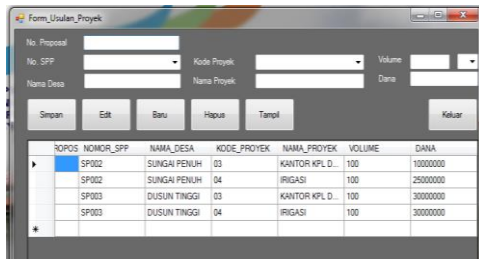 Form_Usulan_Proyek
No. Proposal
No. SPP Kode Proyek Volume
Nama Desa Nama Proyek Dana
Simpan Edit Baru Hapus Tampil Keluar
ROPOS NOMOR_SPP NAMA_DESA KODE_PROYEK NAMA_PROYEK VOLUME DANA
SP002 SUNGAI PENUH 03 KANTOR KPL D... 100 10000000
SP002 SUNGAI PENUH 04 IRIGASI 100 25000000
SP003 DUSUN TINGGI 03 KANTOR KPL D... 100 30000000
SP003 DUSUN TINGGI 04 IRIGASI 100 30000000